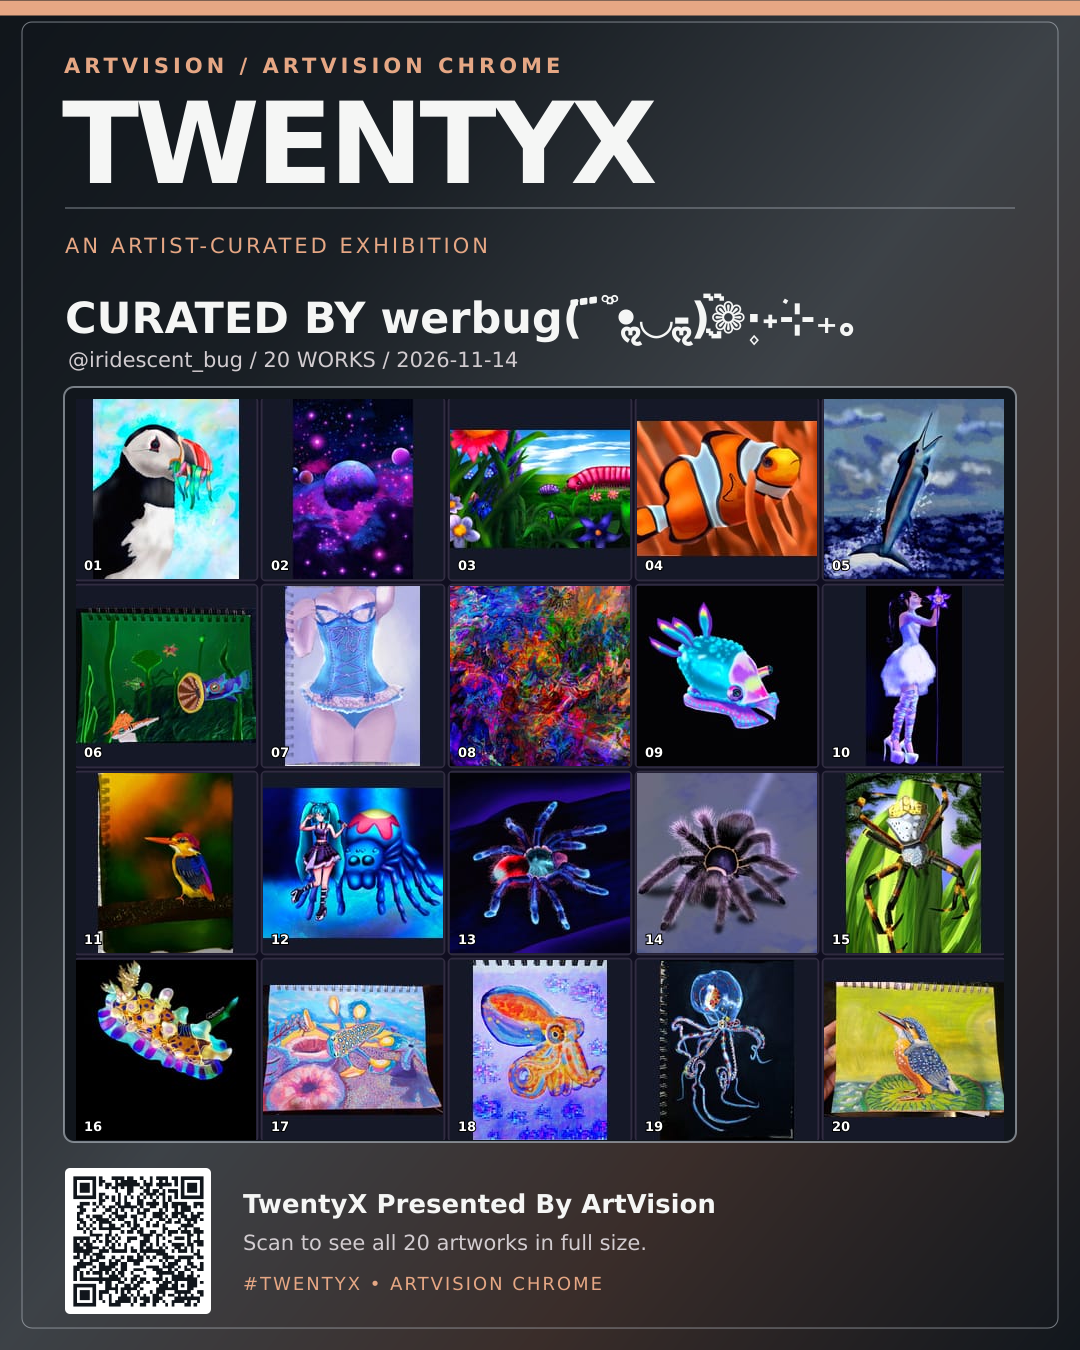 ARTVISION / ARTVISION CHROME
TWENTYX
AN ARTIST-CURATED EXHIBITION
CURATED BY werbug
@iridescent_bug / 20 WORKS / 2026-11-14
01
02
03
04
05
06
07
08
09
10
11
12
13
14
15
16
17
18
19
20
TwentyX Presented By ArtVision
Scan to see all 20 artworks in full size.
#TWENTYX • ARTVISION CHROME